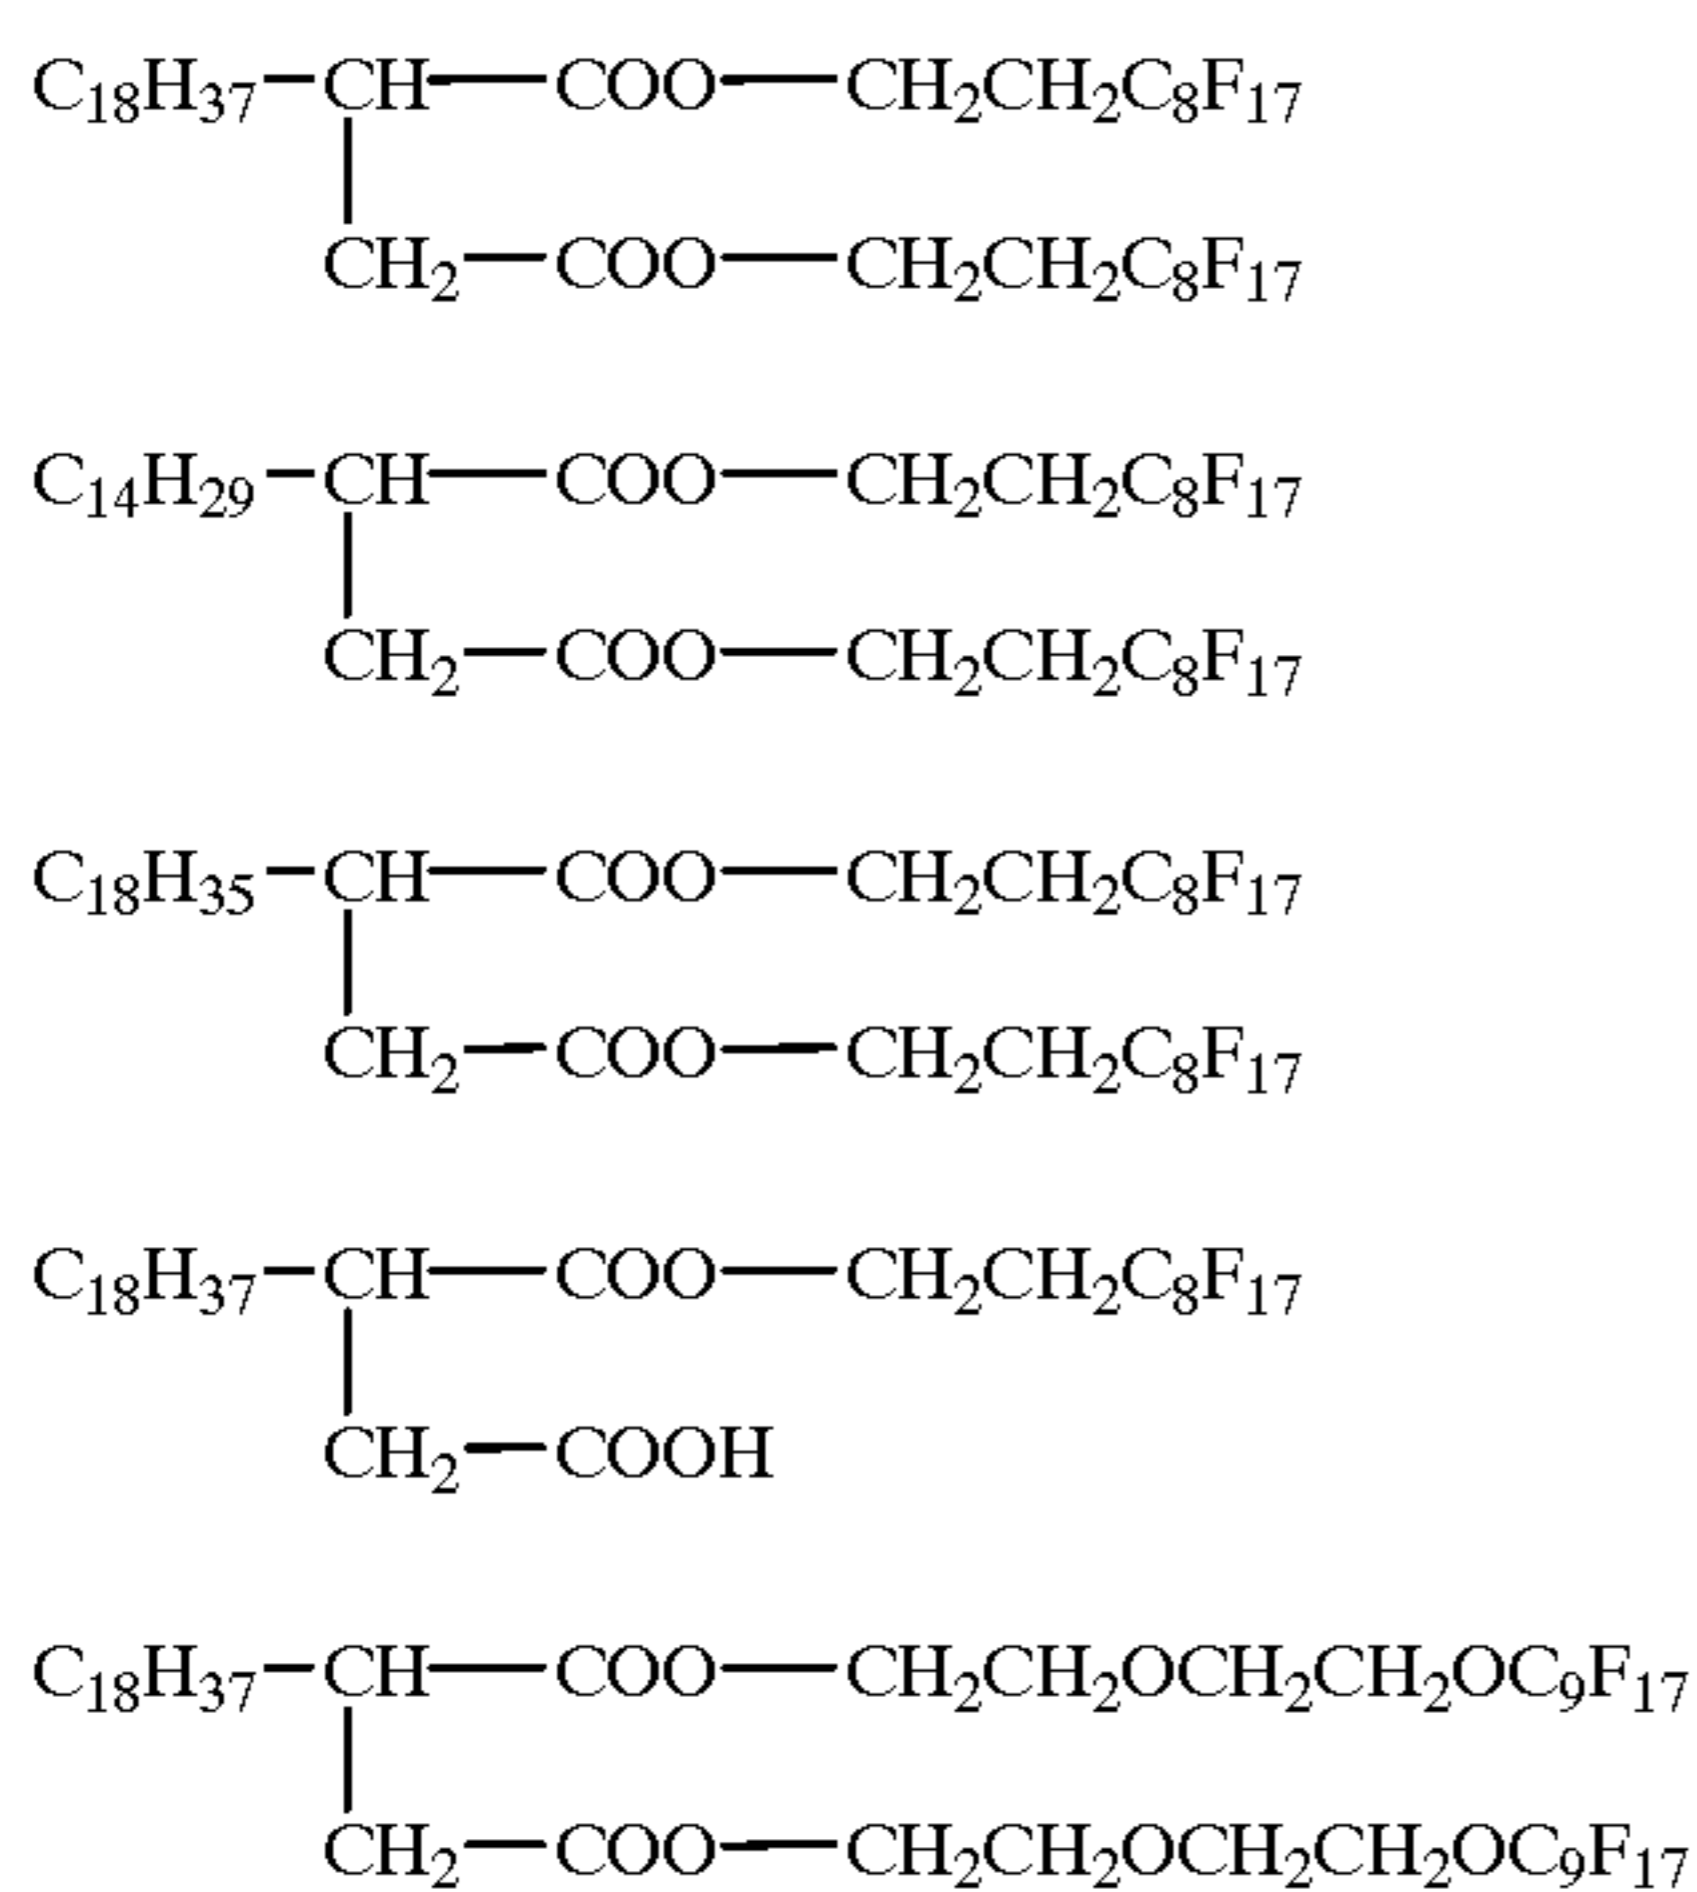 C₁₈H₃₇—CH—COO—CH₂CH₂C₈F₁₇
CH₂—COO—CH₂CH₂C₈F₁₇
C₁₄H₂₉—CH—COO—CH₂CH₂C₈F₁₇
CH₂—COO—CH₂CH₂C₈F₁₇
C₁₈H₃₅—CH—COO—CH₂CH₂C₈F₁₇
CH₂—COO—CH₂CH₂C₈F₁₇
C₁₈H₃₇—CH—COO—CH₂CH₂C₈F₁₇
CH₂—COOH
C₁₈H₃₇—CH—COO—CH₂CH₂OCH₂CH₂OC₉F₁₇
CH₂—COO—CH₂CH₂OCH₂CH₂OC₉F₁₇